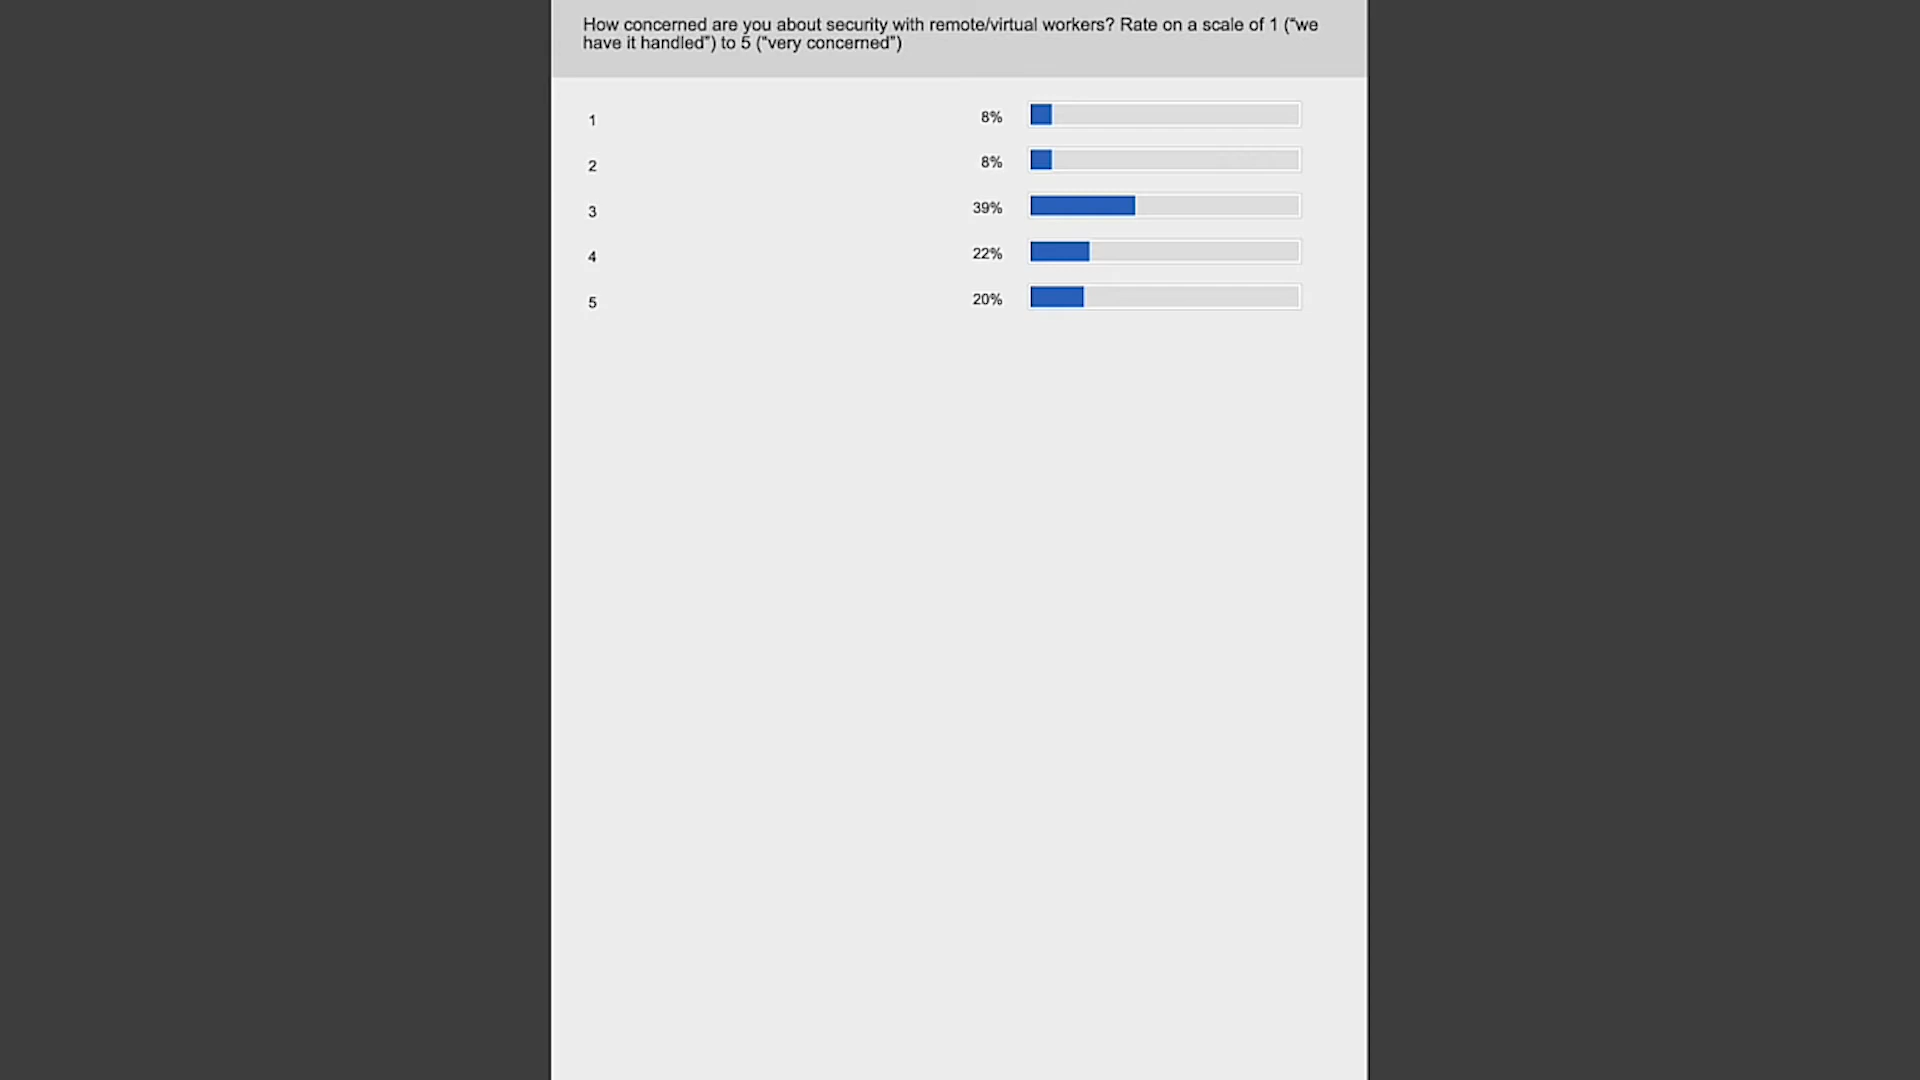 How concerned are you about security with remote/virtual workers? Rate on a scale of 1 (“we
have it handled”) to 5 (“very concerned”)
1 8%
2 8%
3 39%
4 22%
5 20%